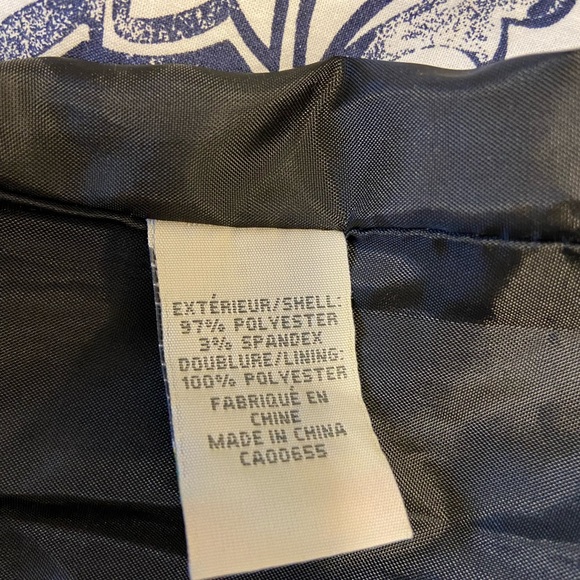 EXTÉRIEUR/SHELL:
97% POLYESTER
3% SPANDEX
DOUBLURE/LINING:
100% POLYESTER
FABRIQUÉ EN
CHINE
MADE IN CHINA
CA00655